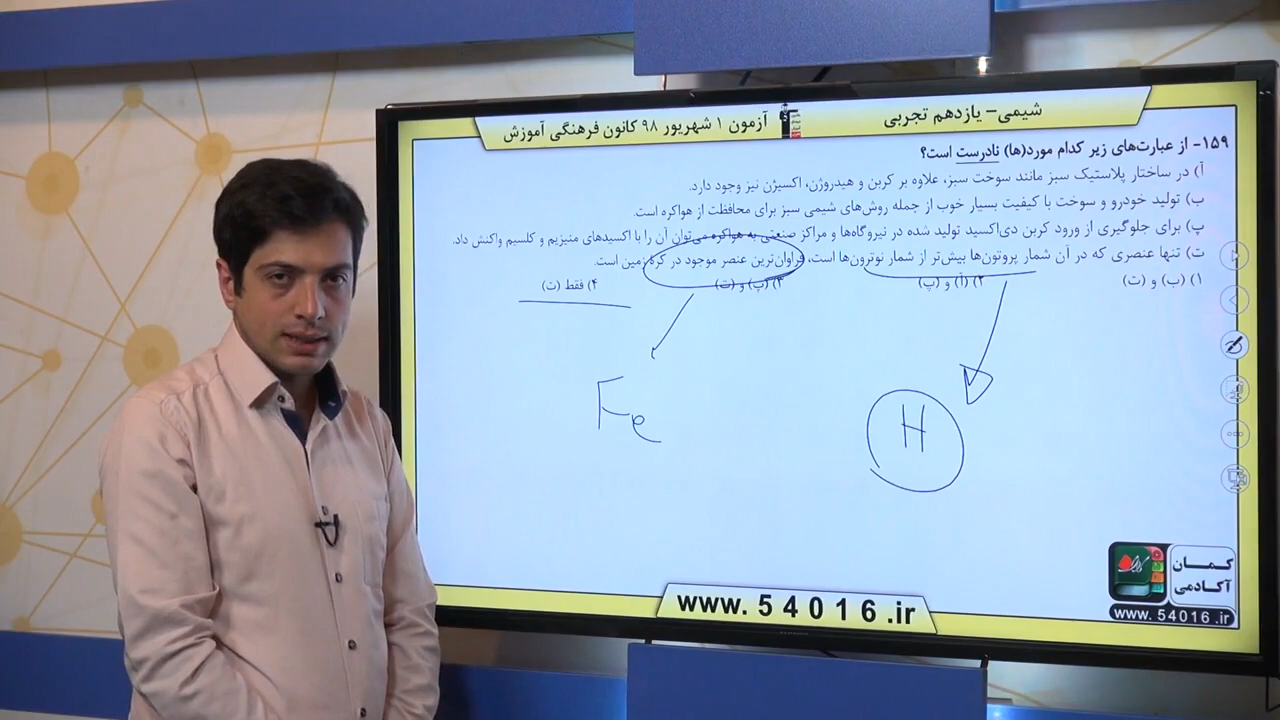 شیمی- یازدهم تجربی
آزمون ۱ شهریور ۹۸ کانون فرهنگی آموزش
۱۵۹- از عبارت‌های زیر کدام مورد(ها) نادرست است؟
آ) در ساختار پلاستیک سبز مانند سوخت سبز، علاوه بر کربن و هیدروژن، اکسیژن نیز وجود دارد.
ب) تولید خودرو و سوخت با کیفیت بسیار خوب از جمله روش‌های شیمی سبز برای محافظت از هواکره است.
پ) برای جلوگیری از ورود کربن دی‌اکسید تولید شده در نیروگاه‌ها و مراکز صنعتی به هواکره می‌توان آن را با اکسیدهای منیزیم و کلسیم واکنش داد.
ت) تنها عنصری که در آن شمار پروتون‌ها بیش‌تر از شمار نوترون‌ها است، فراوان‌ترین عنصر موجود در کرهٔ زمین است.
۱) (ب) و (ت) ۲) (آ) و (پ) ۳) (پ) و (ت) ۴) فقط (ت)
Fe
H
کمان
آکادمی
www. 54016 .ir
www. 54016 .ir